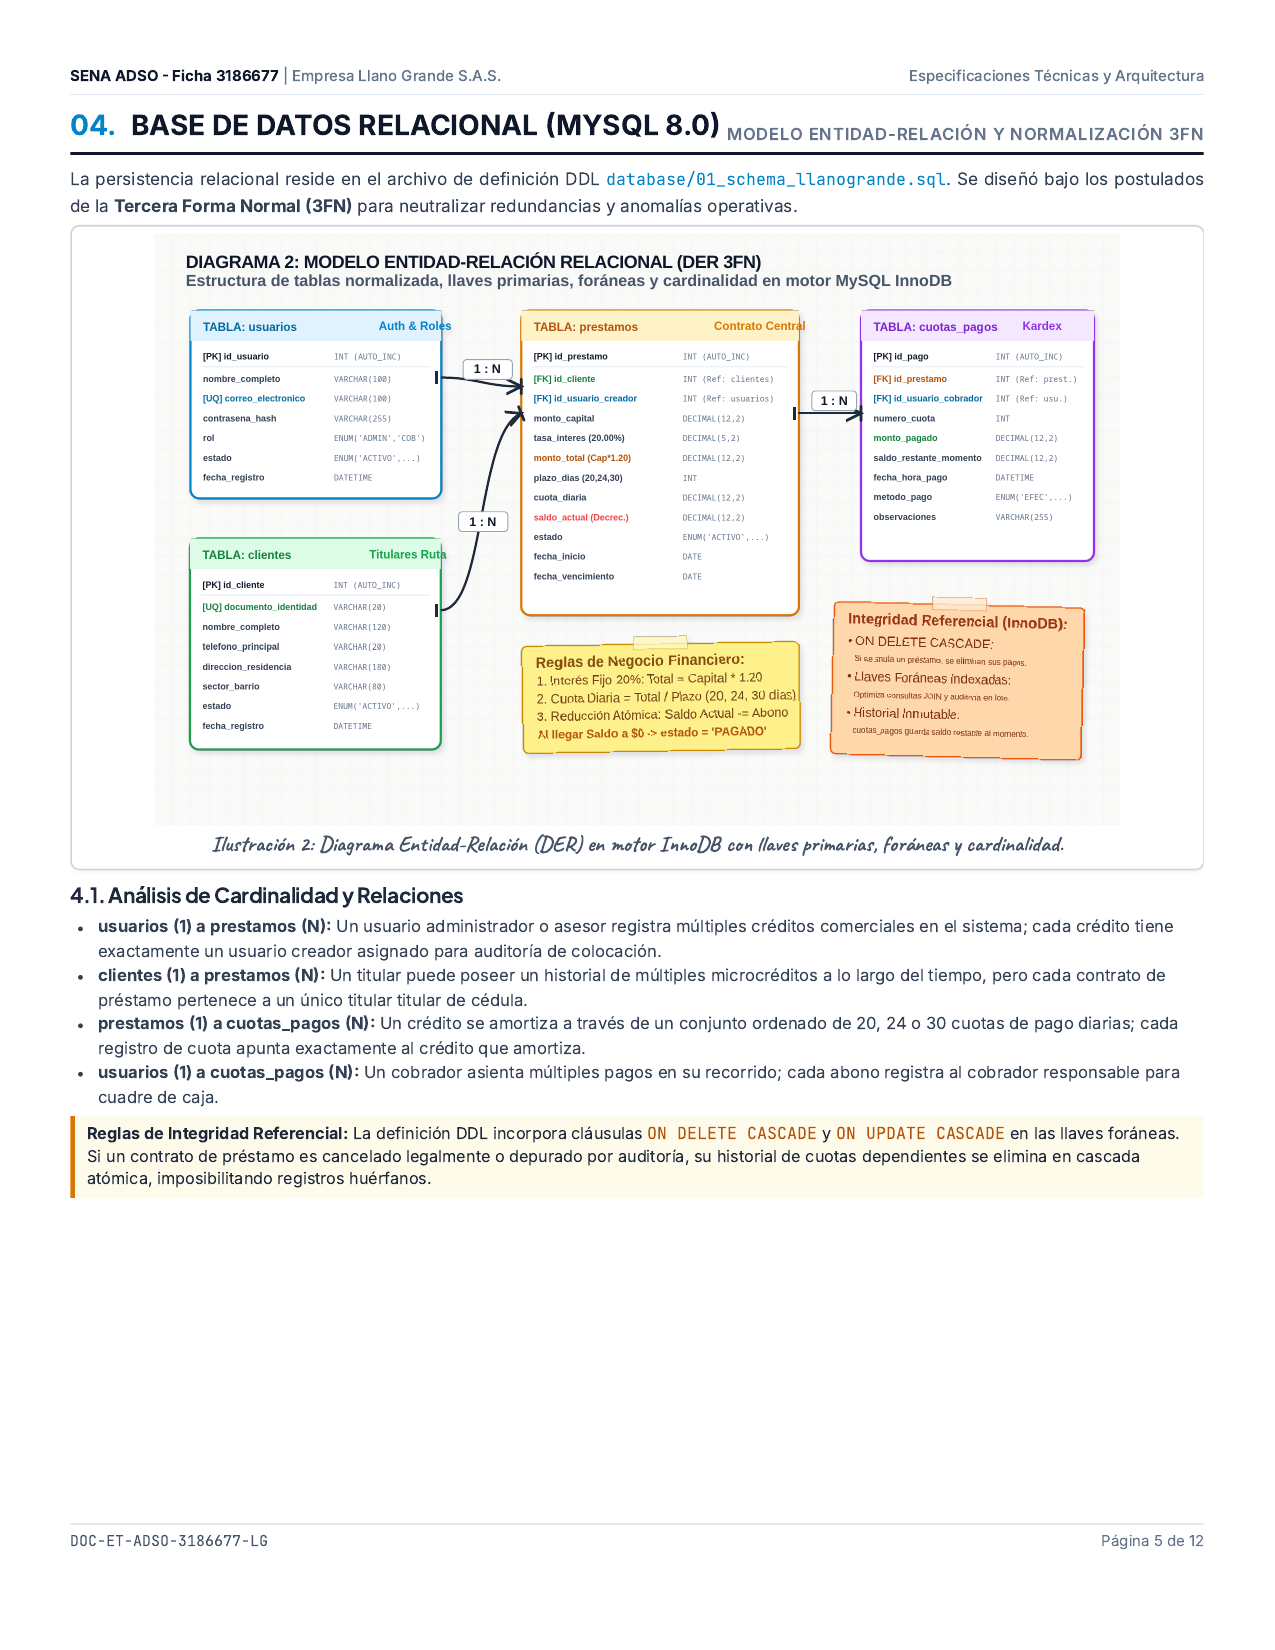 SENA ADSO - Ficha 3186677 | Empresa Llano Grande S.A.S.
Especificaciones Técnicas y Arquitectura
04. BASE DE DATOS RELACIONAL (MYSQL 8.0) MODELO ENTIDAD-RELACIÓN Y NORMALIZACIÓN 3FN
La persistencia relacional reside en el archivo de definición DDL database/01_schema_llanogrande.sql. Se diseñó bajo los postulados
de la Tercera Forma Normal (3FN) para neutralizar redundancias y anomalías operativas.
DIAGRAMA 2: MODELO ENTIDAD-RELACIÓN RELACIONAL (DER 3FN)
Estructura de tablas normalizada, llaves primarias, foráneas y cardinalidad en motor MySQL InnoDB
TABLA: usuarios Auth & Roles
[PK] id_usuario INT (AUTO_INC)
nombre_completo VARCHAR(100)
[UQ] correo_electronico VARCHAR(100)
contrasena_hash VARCHAR(255)
rol ENUM('ADMIN','COB')
estado ENUM('ACTIVO',...)
fecha_registro DATETIME
1 : N
TABLA: clientes Titulares Ruta
[PK] id_cliente INT (AUTO_INC)
[UQ] documento_identidad VARCHAR(20)
nombre_completo VARCHAR(120)
telefono_principal VARCHAR(20)
direccion_residencia VARCHAR(180)
sector_barrio VARCHAR(80)
estado ENUM('ACTIVO',...)
fecha_registro DATETIME
1 : N
TABLA: prestamos Contrato Central
[PK] id_prestamo INT (AUTO_INC)
[FK] id_cliente INT (Ref: clientes)
[FK] id_usuario_creador INT (Ref: usuarios)
monto_capital DECIMAL(12,2)
tasa_interes (20.00%) DECIMAL(5,2)
monto_total (Cap*1.20) DECIMAL(12,2)
plazo_dias (20,24,30) INT
cuota_diaria DECIMAL(12,2)
saldo_actual (Decrec.) DECIMAL(12,2)
estado ENUM('ACTIVO',...)
fecha_inicio DATE
fecha_vencimiento DATE
1 : N
TABLA: cuotas_pagos Kardex
[PK] id_pago INT (AUTO_INC)
[FK] id_prestamo INT (Ref: prest.)
[FK] id_usuario_cobrador INT (Ref: usu.)
numero_cuota INT
monto_pagado DECIMAL(12,2)
saldo_restante_momento DECIMAL(12,2)
fecha_hora_pago DATETIME
metodo_pago ENUM('EFEC',...)
observaciones VARCHAR(255)
Reglas de Negocio Financiero:
1. Interés Fijo 20%: Total = Capital * 1.20
2. Cuota Diaria = Total / Plazo (20, 24, 30 días)
3. Reducción Atómica: Saldo Actual -= Abono
Al llegar Saldo a $0 -> estado = 'PAGADO'
Integridad Referencial (InnoDB):
• ON DELETE CASCADE:
Si se anula un préstamo, se eliminan sus pagos.
• Llaves Foráneas Indexadas:
Optimiza consultas JOIN y auditoría en lote.
• Historial Inmutable:
cuotas_pagos guarda saldo restante al momento.
Ilustración 2: Diagrama Entidad-Relación (DER) en motor InnoDB con llaves primarias, foráneas y cardinalidad.
4.1. Análisis de Cardinalidad y Relaciones
• usuarios (1) a prestamos (N): Un usuario administrador o asesor registra múltiples créditos comerciales en el sistema; cada crédito tiene
exactamente un usuario creador asignado para auditoría de colocación.
• clientes (1) a prestamos (N): Un titular puede poseer un historial de múltiples microcréditos a lo largo del tiempo, pero cada contrato de
préstamo pertenece a un único titular titular de cédula.
• prestamos (1) a cuotas_pagos (N): Un crédito se amortiza a través de un conjunto ordenado de 20, 24 o 30 cuotas de pago diarias; cada
registro de cuota apunta exactamente al crédito que amortiza.
• usuarios (1) a cuotas_pagos (N): Un cobrador asienta múltiples pagos en su recorrido; cada abono registra al cobrador responsable para
cuadre de caja.
Reglas de Integridad Referencial: La definición DDL incorpora cláusulas ON DELETE CASCADE y ON UPDATE CASCADE en las llaves foráneas.
Si un contrato de préstamo es cancelado legalmente o depurado por auditoría, su historial de cuotas dependientes se elimina en cascada
atómica, imposibilitando registros huérfanos.
DOC-ET-ADSO-3186677-LG
Página 5 de 12